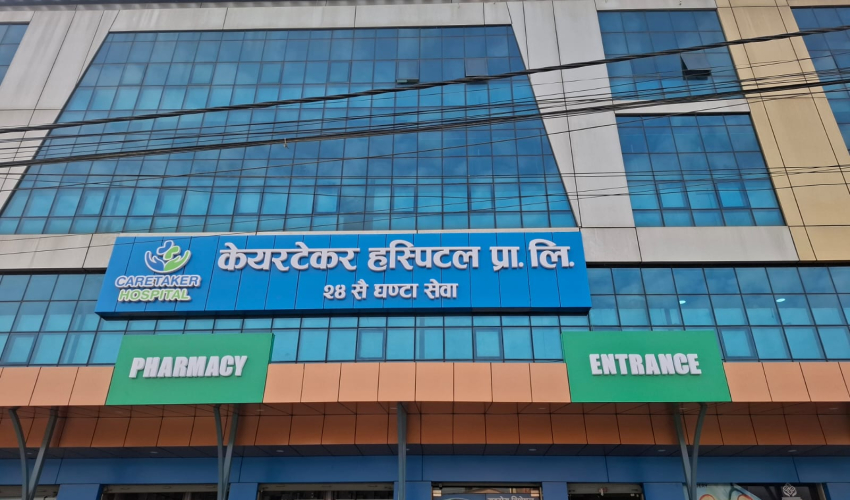 केयरटेकर हस्पिटल प्रा. लि.
२४ सै घण्टा सेवा
CARETAKER
HOSPITAL
PHARMACY
ENTRANCE